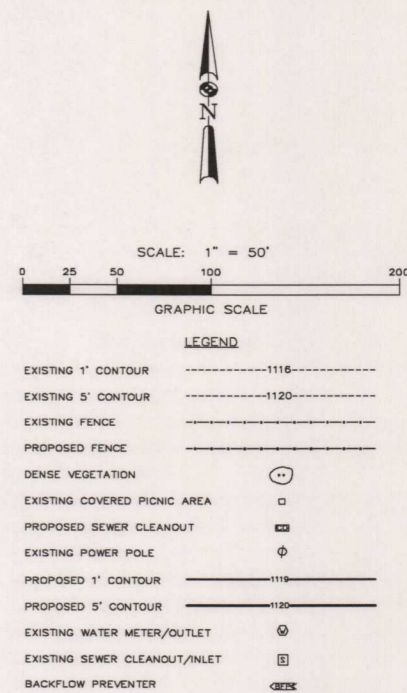 N
SCALE: 1" = 50'
0 25 50 100 200
GRAPHIC SCALE
LEGEND
EXISTING 1' CONTOUR 1116
EXISTING 5' CONTOUR 1120
EXISTING FENCE
PROPOSED FENCE
DENSE VEGETATION
EXISTING COVERED PICNIC AREA
PROPOSED SEWER CLEANOUT CO
EXISTING POWER POLE
PROPOSED 1' CONTOUR 1119
PROPOSED 5' CONTOUR 1120
EXISTING WATER METER/OUTLET W
EXISTING SEWER CLEANOUT/INLET S
BACKFLOW PREVENTER BFP